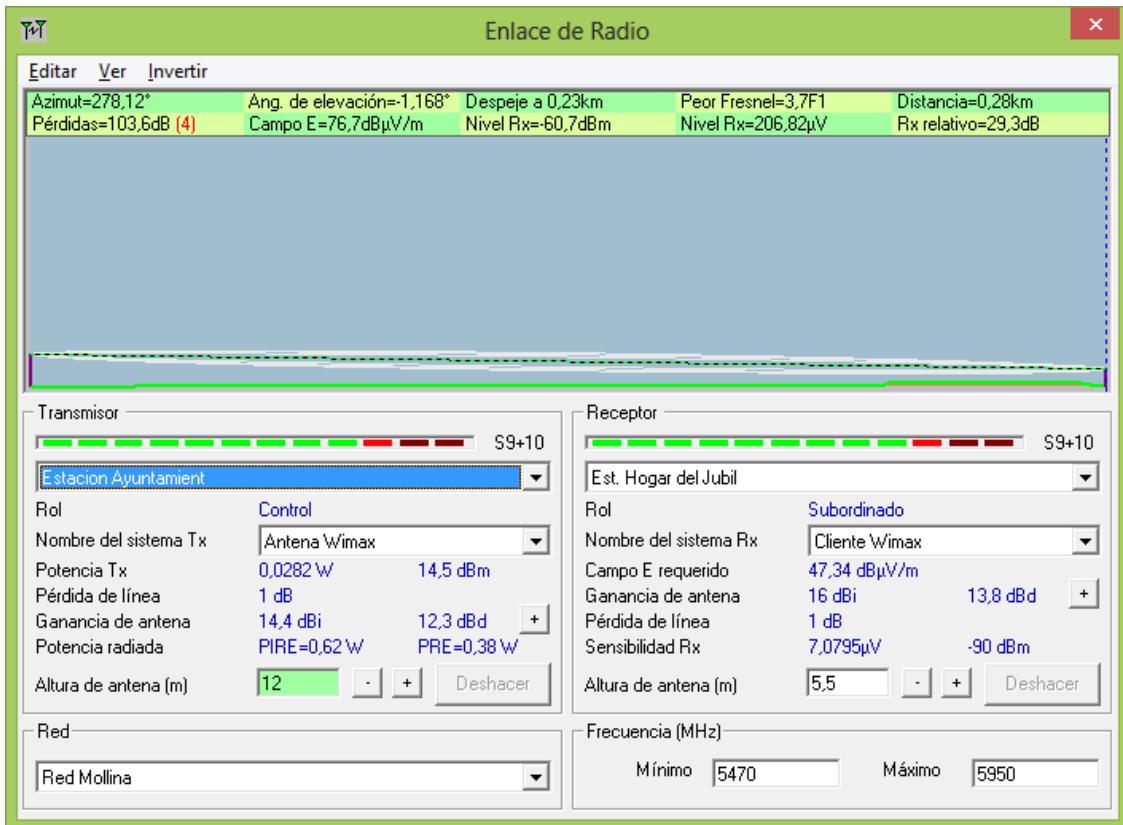 Enlace de Radio
Editar Ver Invertir
Azimut=278,12° Ang. de elevación=-1,168° Despeje a 0,23km Peor Fresnel=3,7F1 Distancia=0,28km
Pérdidas=103,6dB (4) Campo E=76,7dBµV/m Nivel Rx=-60,7dBm Nivel Rx=206,82µV Rx relativo=29,3dB
Transmisor
S9+10
Estacion Ayuntamient
Rol Control
Nombre del sistema Tx Antena Wimax
Potencia Tx 0,0282 W 14,5 dBm
Pérdida de línea 1 dB
Ganancia de antena 14,4 dBi 12,3 dBd +
Potencia radiada PIRE=0,62 W PRE=0,38 W
Altura de antena (m) 12 - + Deshacer
Receptor
S9+10
Est. Hogar del Jubil
Rol Subordinado
Nombre del sistema Rx Cliente Wimax
Campo E requerido 47,34 dBµV/m
Ganancia de antena 16 dBi 13,8 dBd +
Pérdida de línea 1 dB
Sensibilidad Rx 7,0795µV -90 dBm
Altura de antena (m) 5,5 - + Deshacer
Red
Red Mollina
Frecuencia (MHz)
Mínimo 5470 Máximo 5950